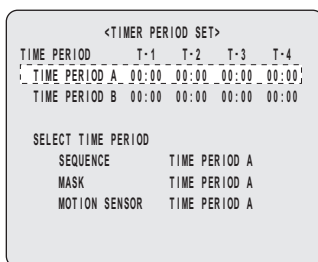 <TIMER PERIOD SET>
TIME PERIOD T-1 T-2 T-3 T-4
TIME PERIOD A 00:00 00:00 00:00 00:00
TIME PERIOD B 00:00 00:00 00:00 00:00
SELECT TIME PERIOD
SEQUENCE TIME PERIOD A
MASK TIME PERIOD A
MOTION SENSOR TIME PERIOD A